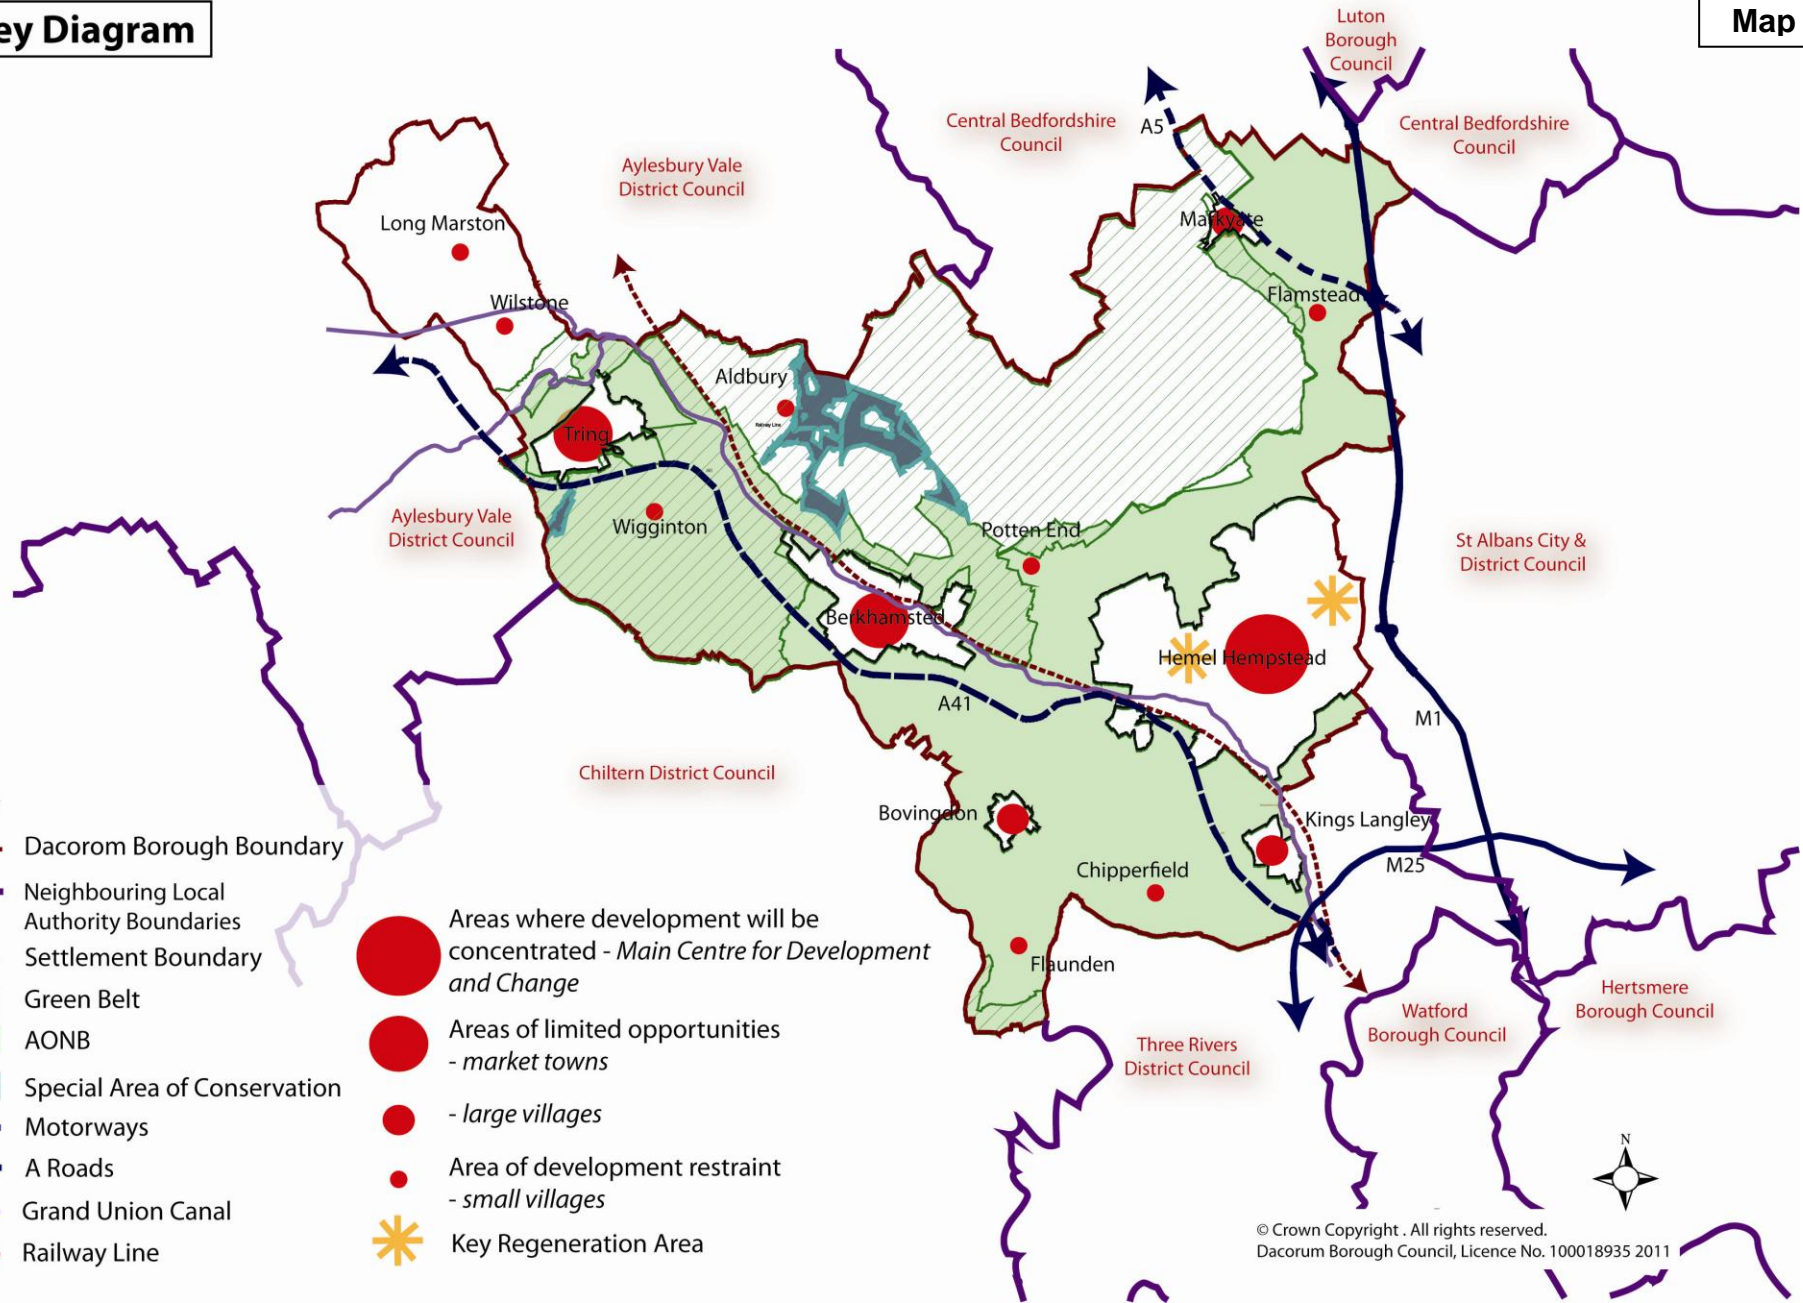 ey Diagram
Map
Luton
Borough
Council
Central Bedfordshire
Council
A5
Central Bedfordshire
Council
Aylesbury Vale
District Council
Long Marston
Markyate
Wilstone
Flamstead
Aldbury
Railway Line
Tring
Aylesbury Vale
District Council
Wigginton
Potten End
St Albans City &
District Council
Berkhamsted
Hemel Hempstead
A41
M1
Chiltern District Council
Bovingdon
Kings Langley
M25
Chipperfield
Flaunden
Hertsmere
Borough Council
Watford
Borough Council
Three Rivers
District Council
Dacorom Borough Boundary
Neighbouring Local
Authority Boundaries
Settlement Boundary
Green Belt
AONB
Special Area of Conservation
Motorways
A Roads
Grand Union Canal
Railway Line
Areas where development will be
concentrated - Main Centre for Development
and Change
Areas of limited opportunities
- market towns
- large villages
Area of development restraint
- small villages
Key Regeneration Area
N
© Crown Copyright . All rights reserved.
Dacorum Borough Council, Licence No. 100018935 2011